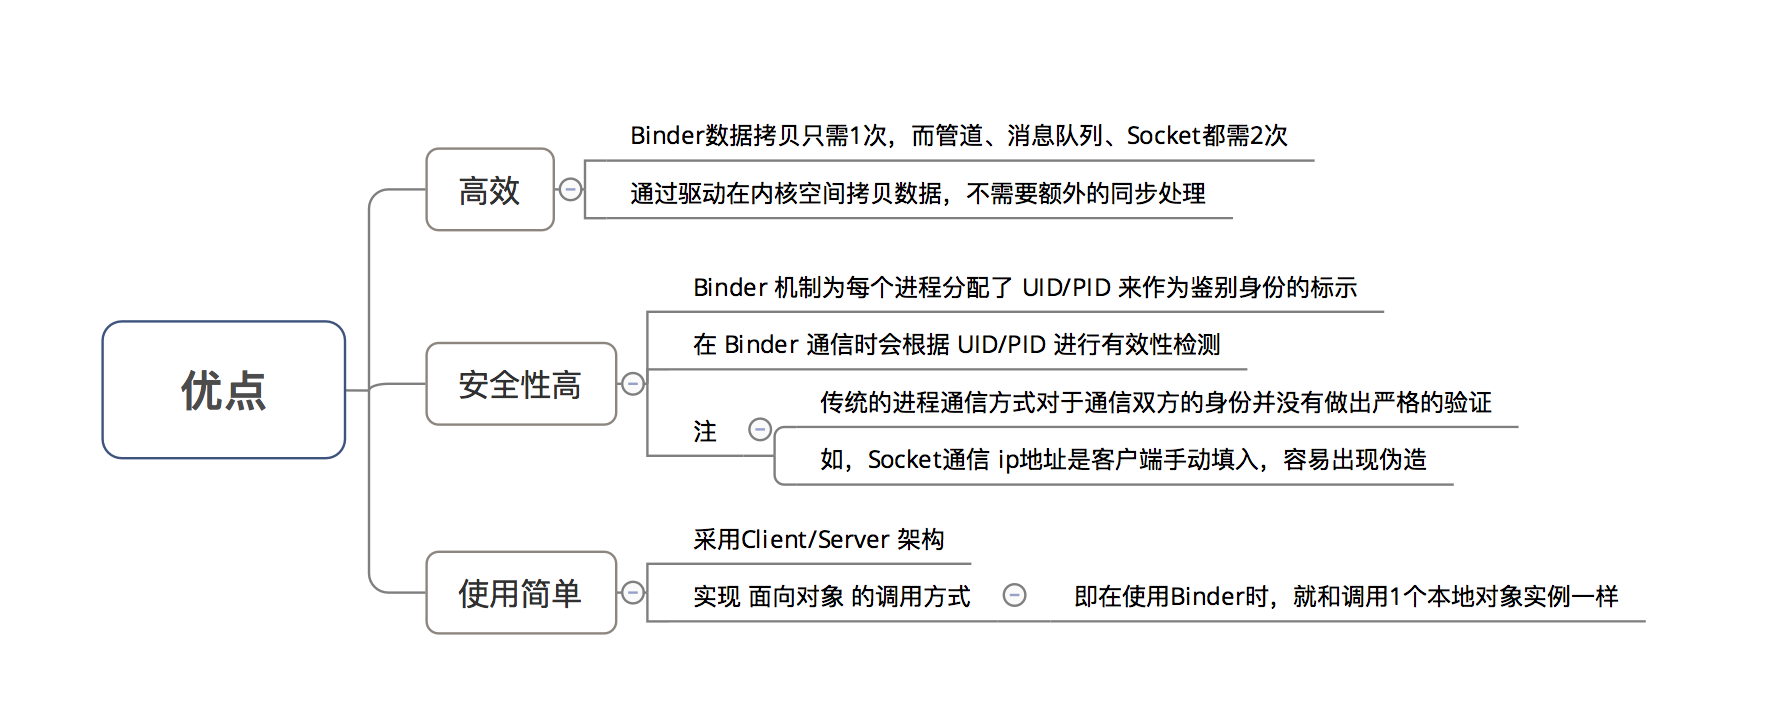 优点
高效
Binder数据拷贝只需1次，而管道、消息队列、Socket都需2次
通过驱动在内核空间拷贝数据，不需要额外的同步处理
安全性高
Binder 机制为每个进程分配了 UID/PID 来作为鉴别身份的标示
在 Binder 通信时会根据 UID/PID 进行有效性检测
注
传统的进程通信方式对于通信双方的身份并没有做出严格的验证
如，Socket通信 ip地址是客户端手动填入，容易出现伪造
使用简单
采用Client/Server 架构
实现 面向对象 的调用方式
即在使用Binder时，就和调用1个本地对象实例一样